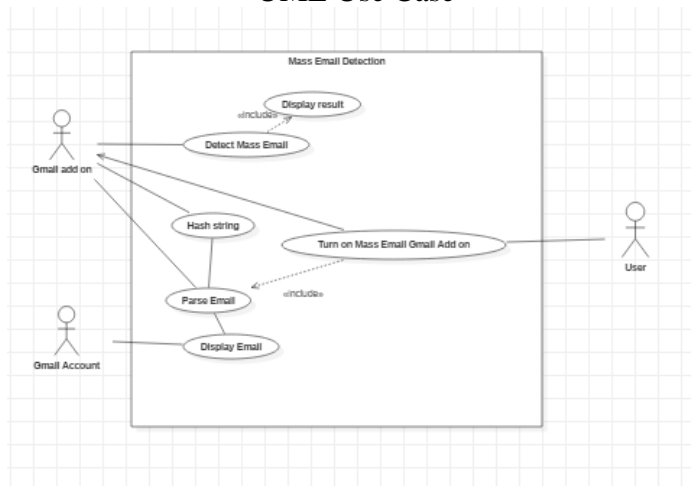 UML Use Case
Mass Email Detection
Display result
«include»
Detect Mass Email
Gmail add on
Hash string
Turn on Mass Email Gmail Add on
User
«include»
Parse Email
Display Email
Gmail Account